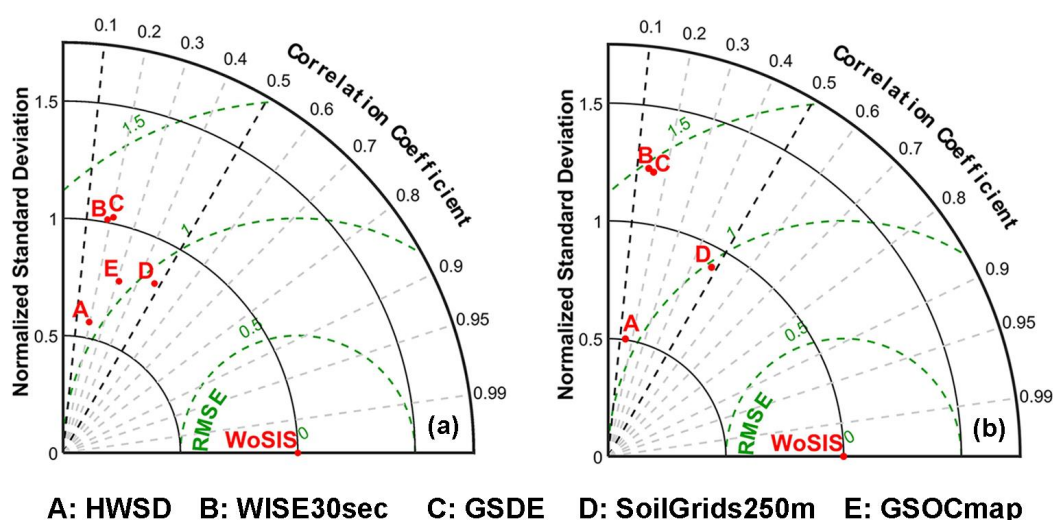 Normalized Standard Deviation
0
0.5
1
1.5
0.1
0.2
0.3
0.4
0.5
0.6
0.7
0.8
0.9
0.95
0.99
Correlation Coefficient
1.5
1
0.5
0
RMSE
B C
E D
A
WoSIS
(a)
Normalized Standard Deviation
0
0.5
1
1.5
0.1
0.2
0.3
0.4
0.5
0.6
0.7
0.8
0.9
0.95
0.99
Correlation Coefficient
1.5
1
0.5
0
RMSE
B C
D
A
WoSIS
(b)
A: HWSD B: WISE30sec C: GSDE D: SoilGrids250m E: GSOCmap